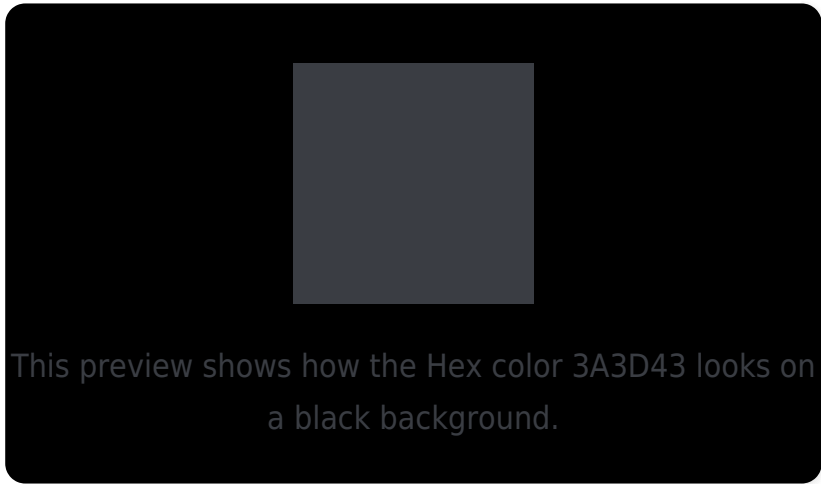 This preview shows how the Hex color 3A3D43 looks on
a black background.